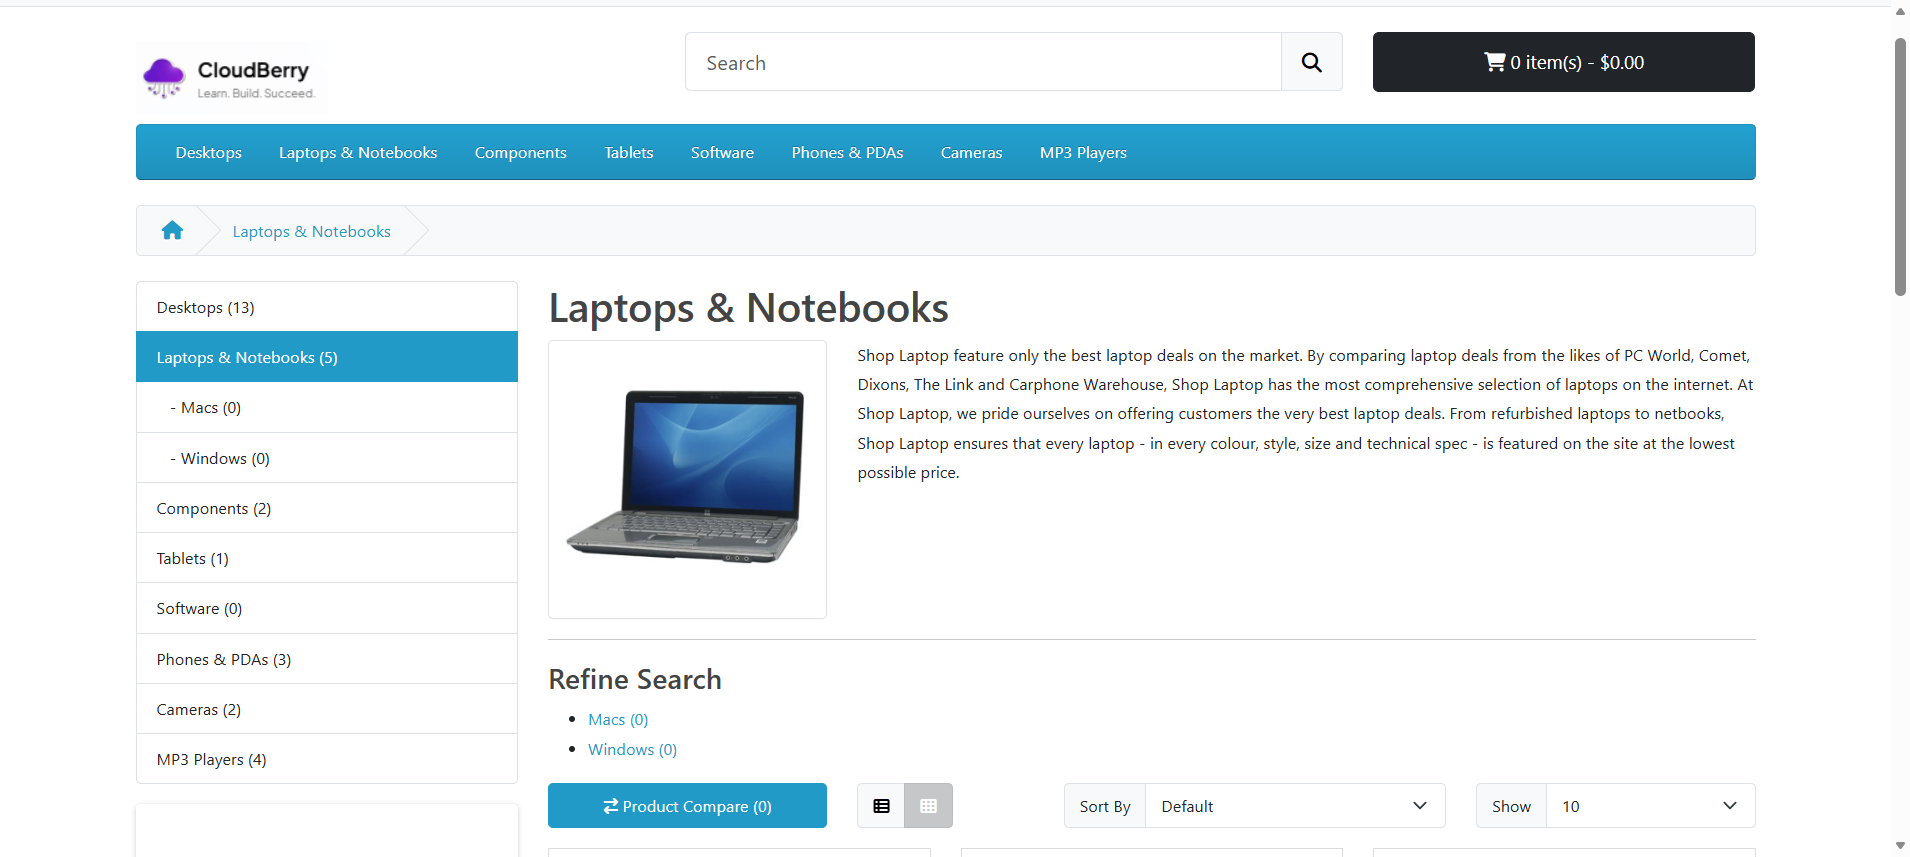 CloudBerry
Learn. Build. Succeed.
Search
0 item(s) - $0.00
Desktops
Laptops & Notebooks
Components
Tablets
Software
Phones & PDAs
Cameras
MP3 Players
Laptops & Notebooks
Desktops (13)
Laptops & Notebooks (5)
- Macs (0)
- Windows (0)
Components (2)
Tablets (1)
Software (0)
Phones & PDAs (3)
Cameras (2)
MP3 Players (4)
Laptops & Notebooks
Shop Laptop feature only the best laptop deals on the market. By comparing laptop deals from the likes of PC World, Comet,
Dixons, The Link and Carphone Warehouse, Shop Laptop has the most comprehensive selection of laptops on the internet. At
Shop Laptop, we pride ourselves on offering customers the very best laptop deals. From refurbished laptops to netbooks,
Shop Laptop ensures that every laptop - in every colour, style, size and technical spec - is featured on the site at the lowest
possible price.
Refine Search
Macs (0)
Windows (0)
Product Compare (0)
Sort By
Default
Show
10